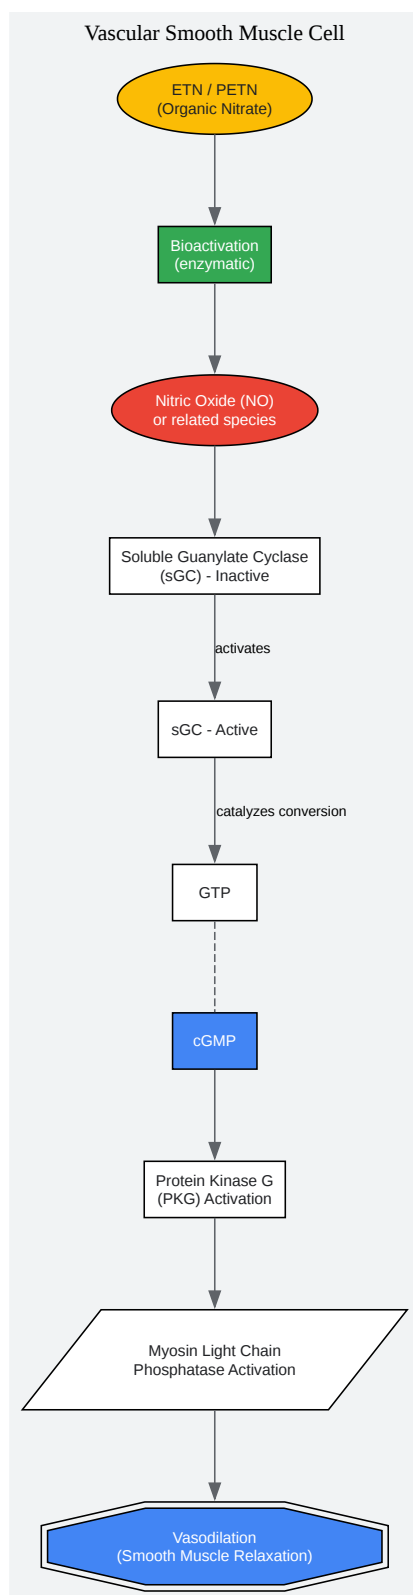 Vascular Smooth Muscle Cell
ETN / PETN
(Organic Nitrate)
Bioactivation
(enzymatic)
Nitric Oxide (NO)
or related species
Soluble Guanylate Cyclase
(sGC) - Inactive
activates
sGC - Active
catalyzes conversion
GTP
cGMP
Protein Kinase G
(PKG) Activation
Myosin Light Chain
Phosphatase Activation
Vasodilation
(Smooth Muscle Relaxation)